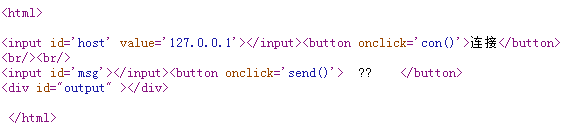 <html>
<input id='host' value='127.0.0.1'></input><button onclick='con()'>连接</button>
<br/><br/>
<input id='msg'></input><button onclick='send()'> ?? </button>
<div id="output" ></div>
</html>